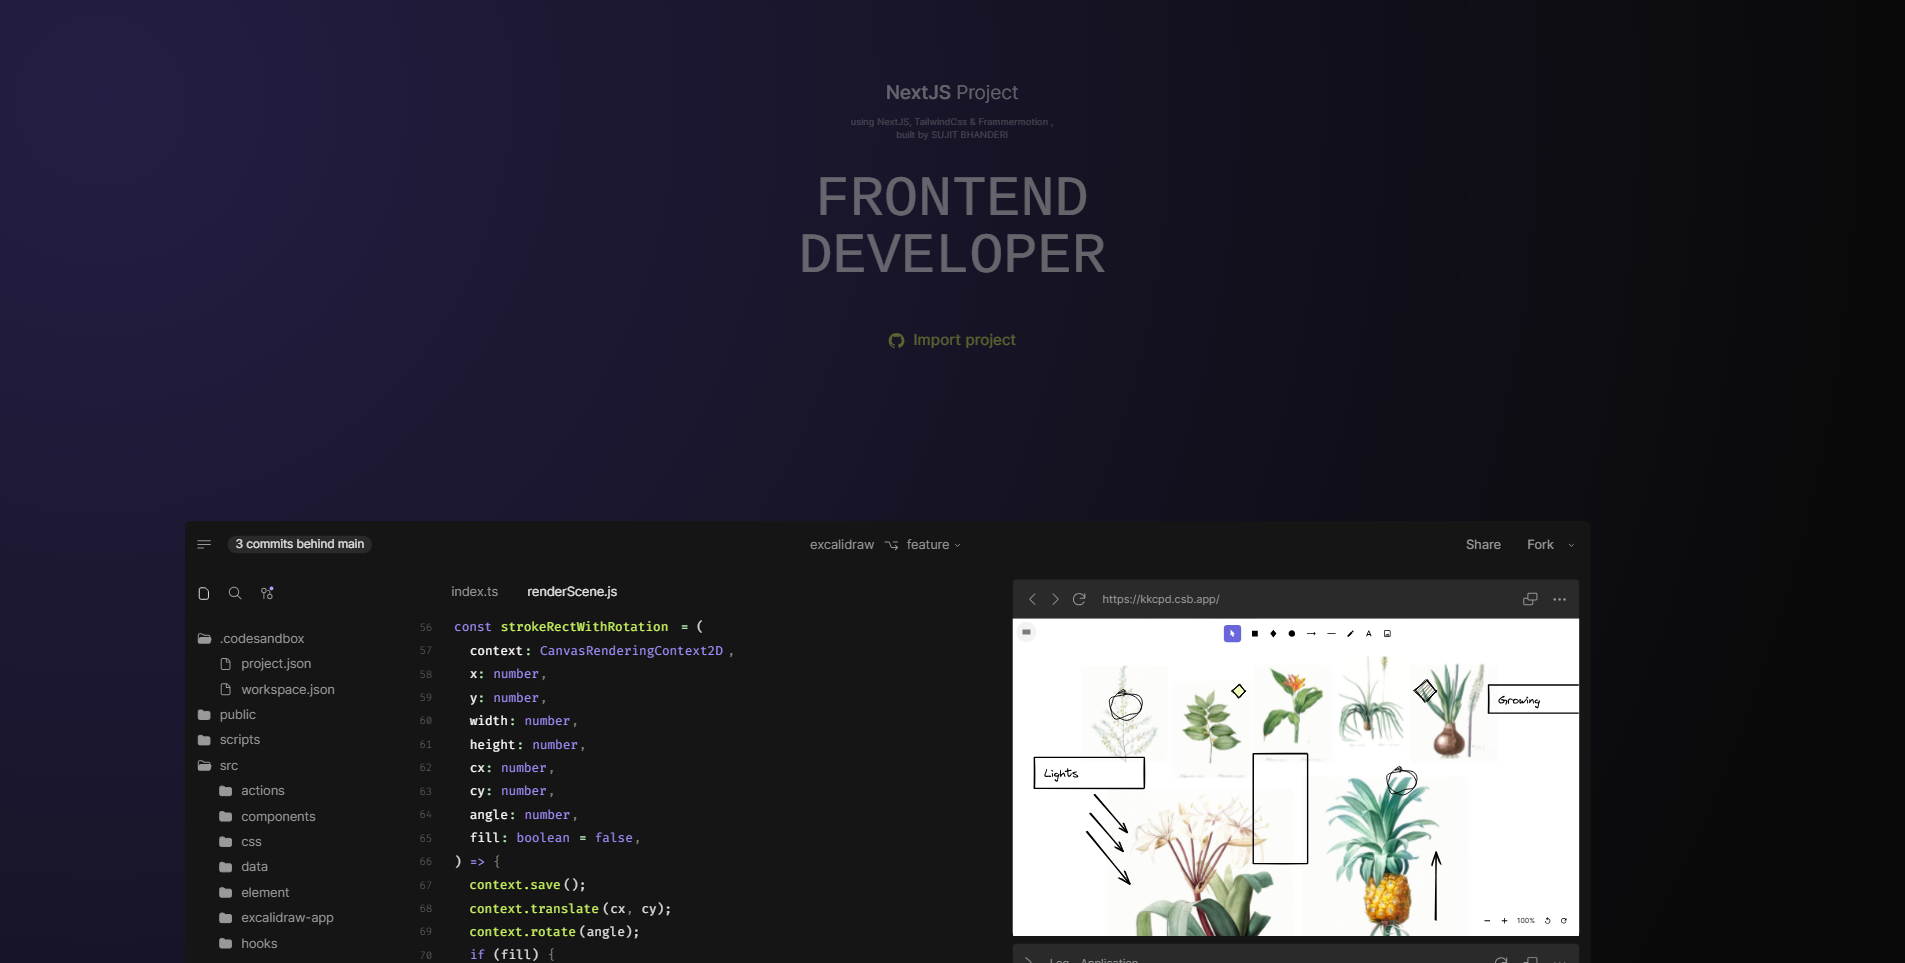 NextJS Project
using NextJS, TailwindCss & Frammermotion ,
built by SUJIT BHANDERI
FRONTEND
DEVELOPER
Import project
3 commits behind main
excalidraw feature
Share Fork
.codesandbox
project.json
workspace.json
public
scripts
src
actions
components
css
data
element
excalidraw-app
hooks
index.ts renderScene.js
56 const strokeRectWithRotation = (
57 context: CanvasRenderingContext2D ,
58 x: number,
59 y: number,
60 width: number,
61 height: number,
62 cx: number,
63 cy: number,
64 angle: number,
65 fill: boolean = false,
66 ) => {
67 context.save();
68 context.translate(cx, cy);
69 context.rotate(angle);
70 if (fill) {
https://kkcpd.csb.app/
A
Growing
Lights
100%
Log Application